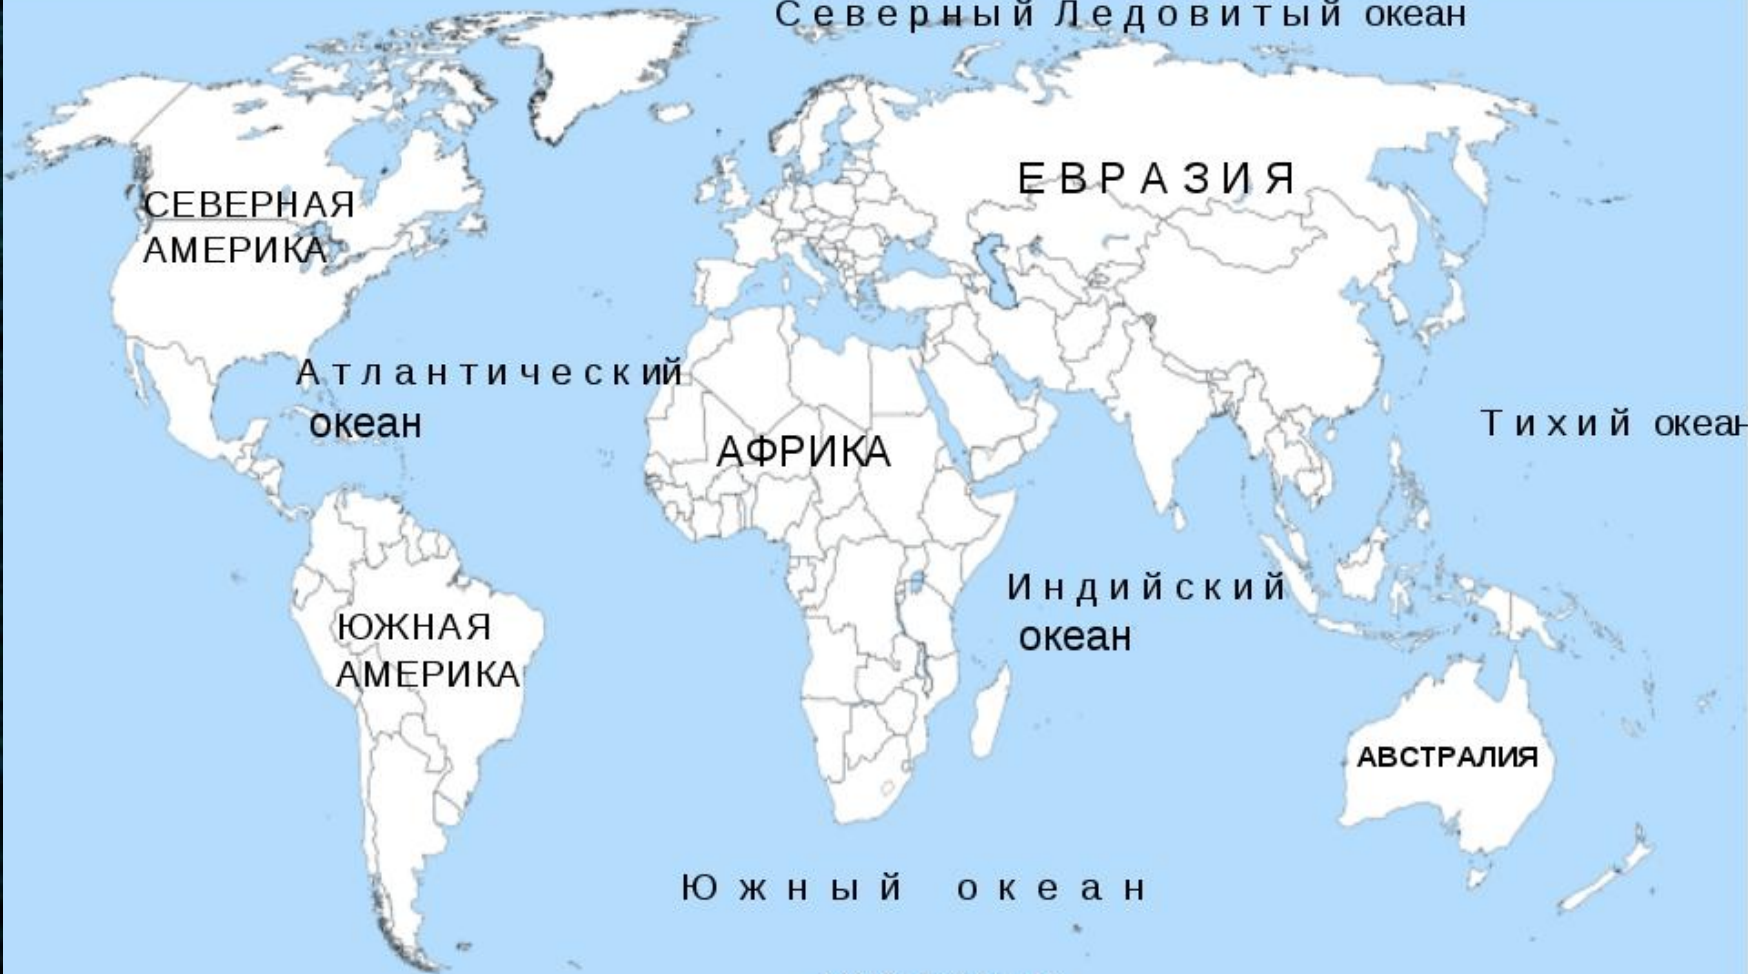 Северный Ледовитый океан
ЕВРАЗИЯ
СЕВЕРНАЯ
АМЕРИКА
Атлантический
океан
Тихий океан
АФРИКА
Индийский
океан
ЮЖНАЯ
АМЕРИКА
АВСТРАЛИЯ
Южный океан